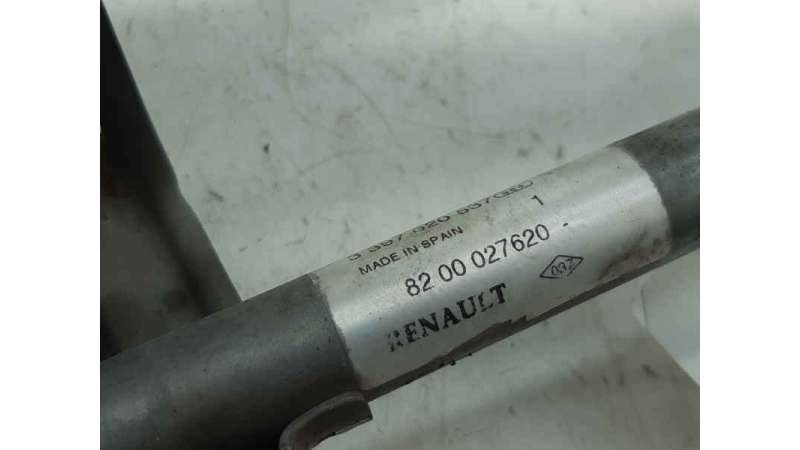 1
MADE IN SPAIN
82 00 027620 -
RENAULT